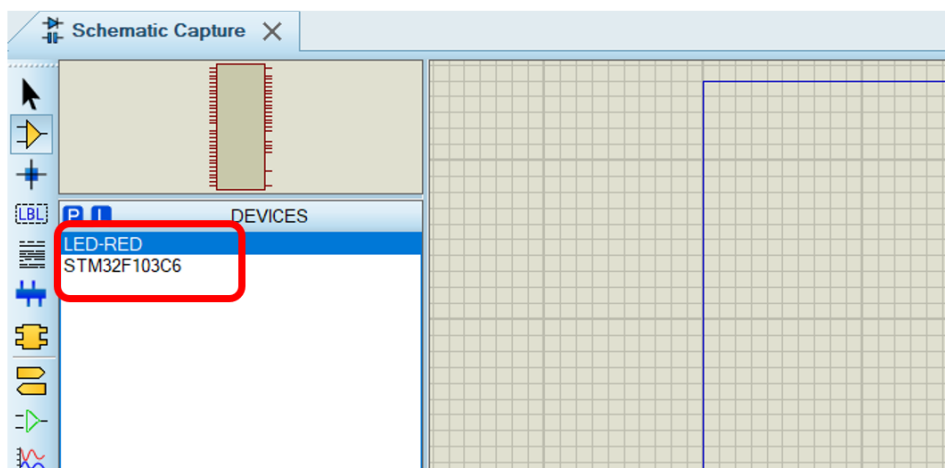 Schematic Capture
LBL
P L DEVICES
LED-RED
STM32F103C6